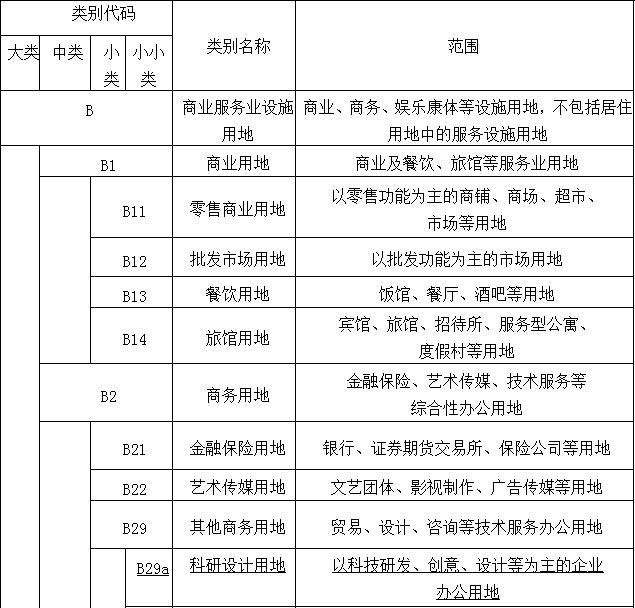 类别代码
类别名称
范围
大类
中类
小
类
小小
类
B
商业服务业设施
用地
商业、商务、娱乐康体等设施用地，不包括居住
用地中的服务设施用地
B1
商业用地
商业及餐饮、旅馆等服务业用地
B11
零售商业用地
以零售功能为主的商铺、商场、超市、
市场等用地
B12
批发市场用地
以批发功能为主的市场用地
B13
餐饮用地
饭馆、餐厅、酒吧等用地
B14
旅馆用地
宾馆、旅馆、招待所、服务型公寓、
度假村等用地
B2
商务用地
金融保险、艺术传媒、技术服务等
综合性办公用地
B21
金融保险用地
银行、证券期货交易所、保险公司等用地
B22
艺术传媒用地
文艺团体、影视制作、广告传媒等用地
B29
其他商务用地
贸易、设计、咨询等技术服务办公用地
B29a
科研设计用地
以科技研发、创意、设计等为主的企业
办公用地